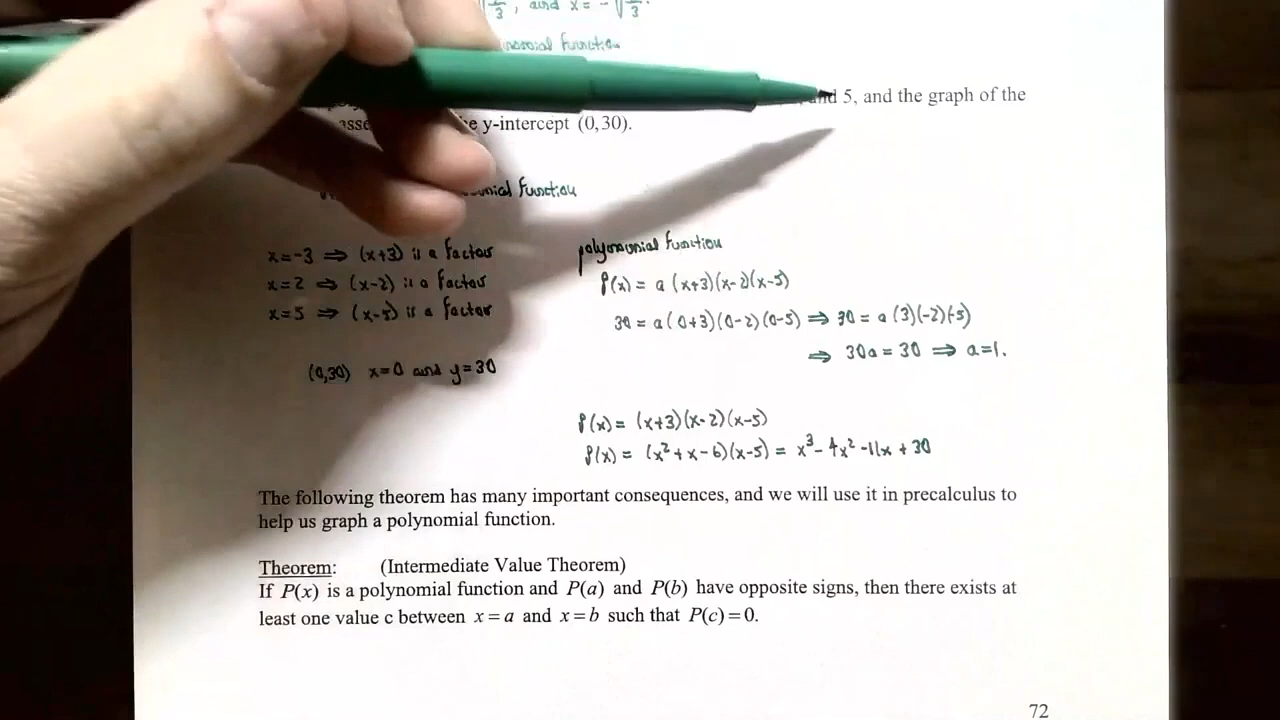 3, and x = - √ 3.
Function
5, and the graph of the
y-intercept (0,30).
Function
x=-3 ⇒ (x+3) is a factor
x=2 ⇒ (x-2) is a factor
x=5 ⇒ (x-5) is a factor
(0,30) x=0 and y=30
polynomial function
P(x) = a (x+3)(x-2)(x-5)
30 = a(0+3)(0-2)(0-5) ⇒ 30 = a(3)(-2)(-5)
⇒ 30a = 30 ⇒ a=1.
P(x) = (x+3)(x-2)(x-5)
P(x) = (x²+x-6)(x-5) = x³-4x²-11x+30
The following theorem has many important consequences, and we will use it in precalculus to
help us graph a polynomial function.
Theorem: (Intermediate Value Theorem)
If P(x) is a polynomial function and P(a) and P(b) have opposite signs, then there exists at
least one value c between x=a and x=b such that P(c)=0.
72